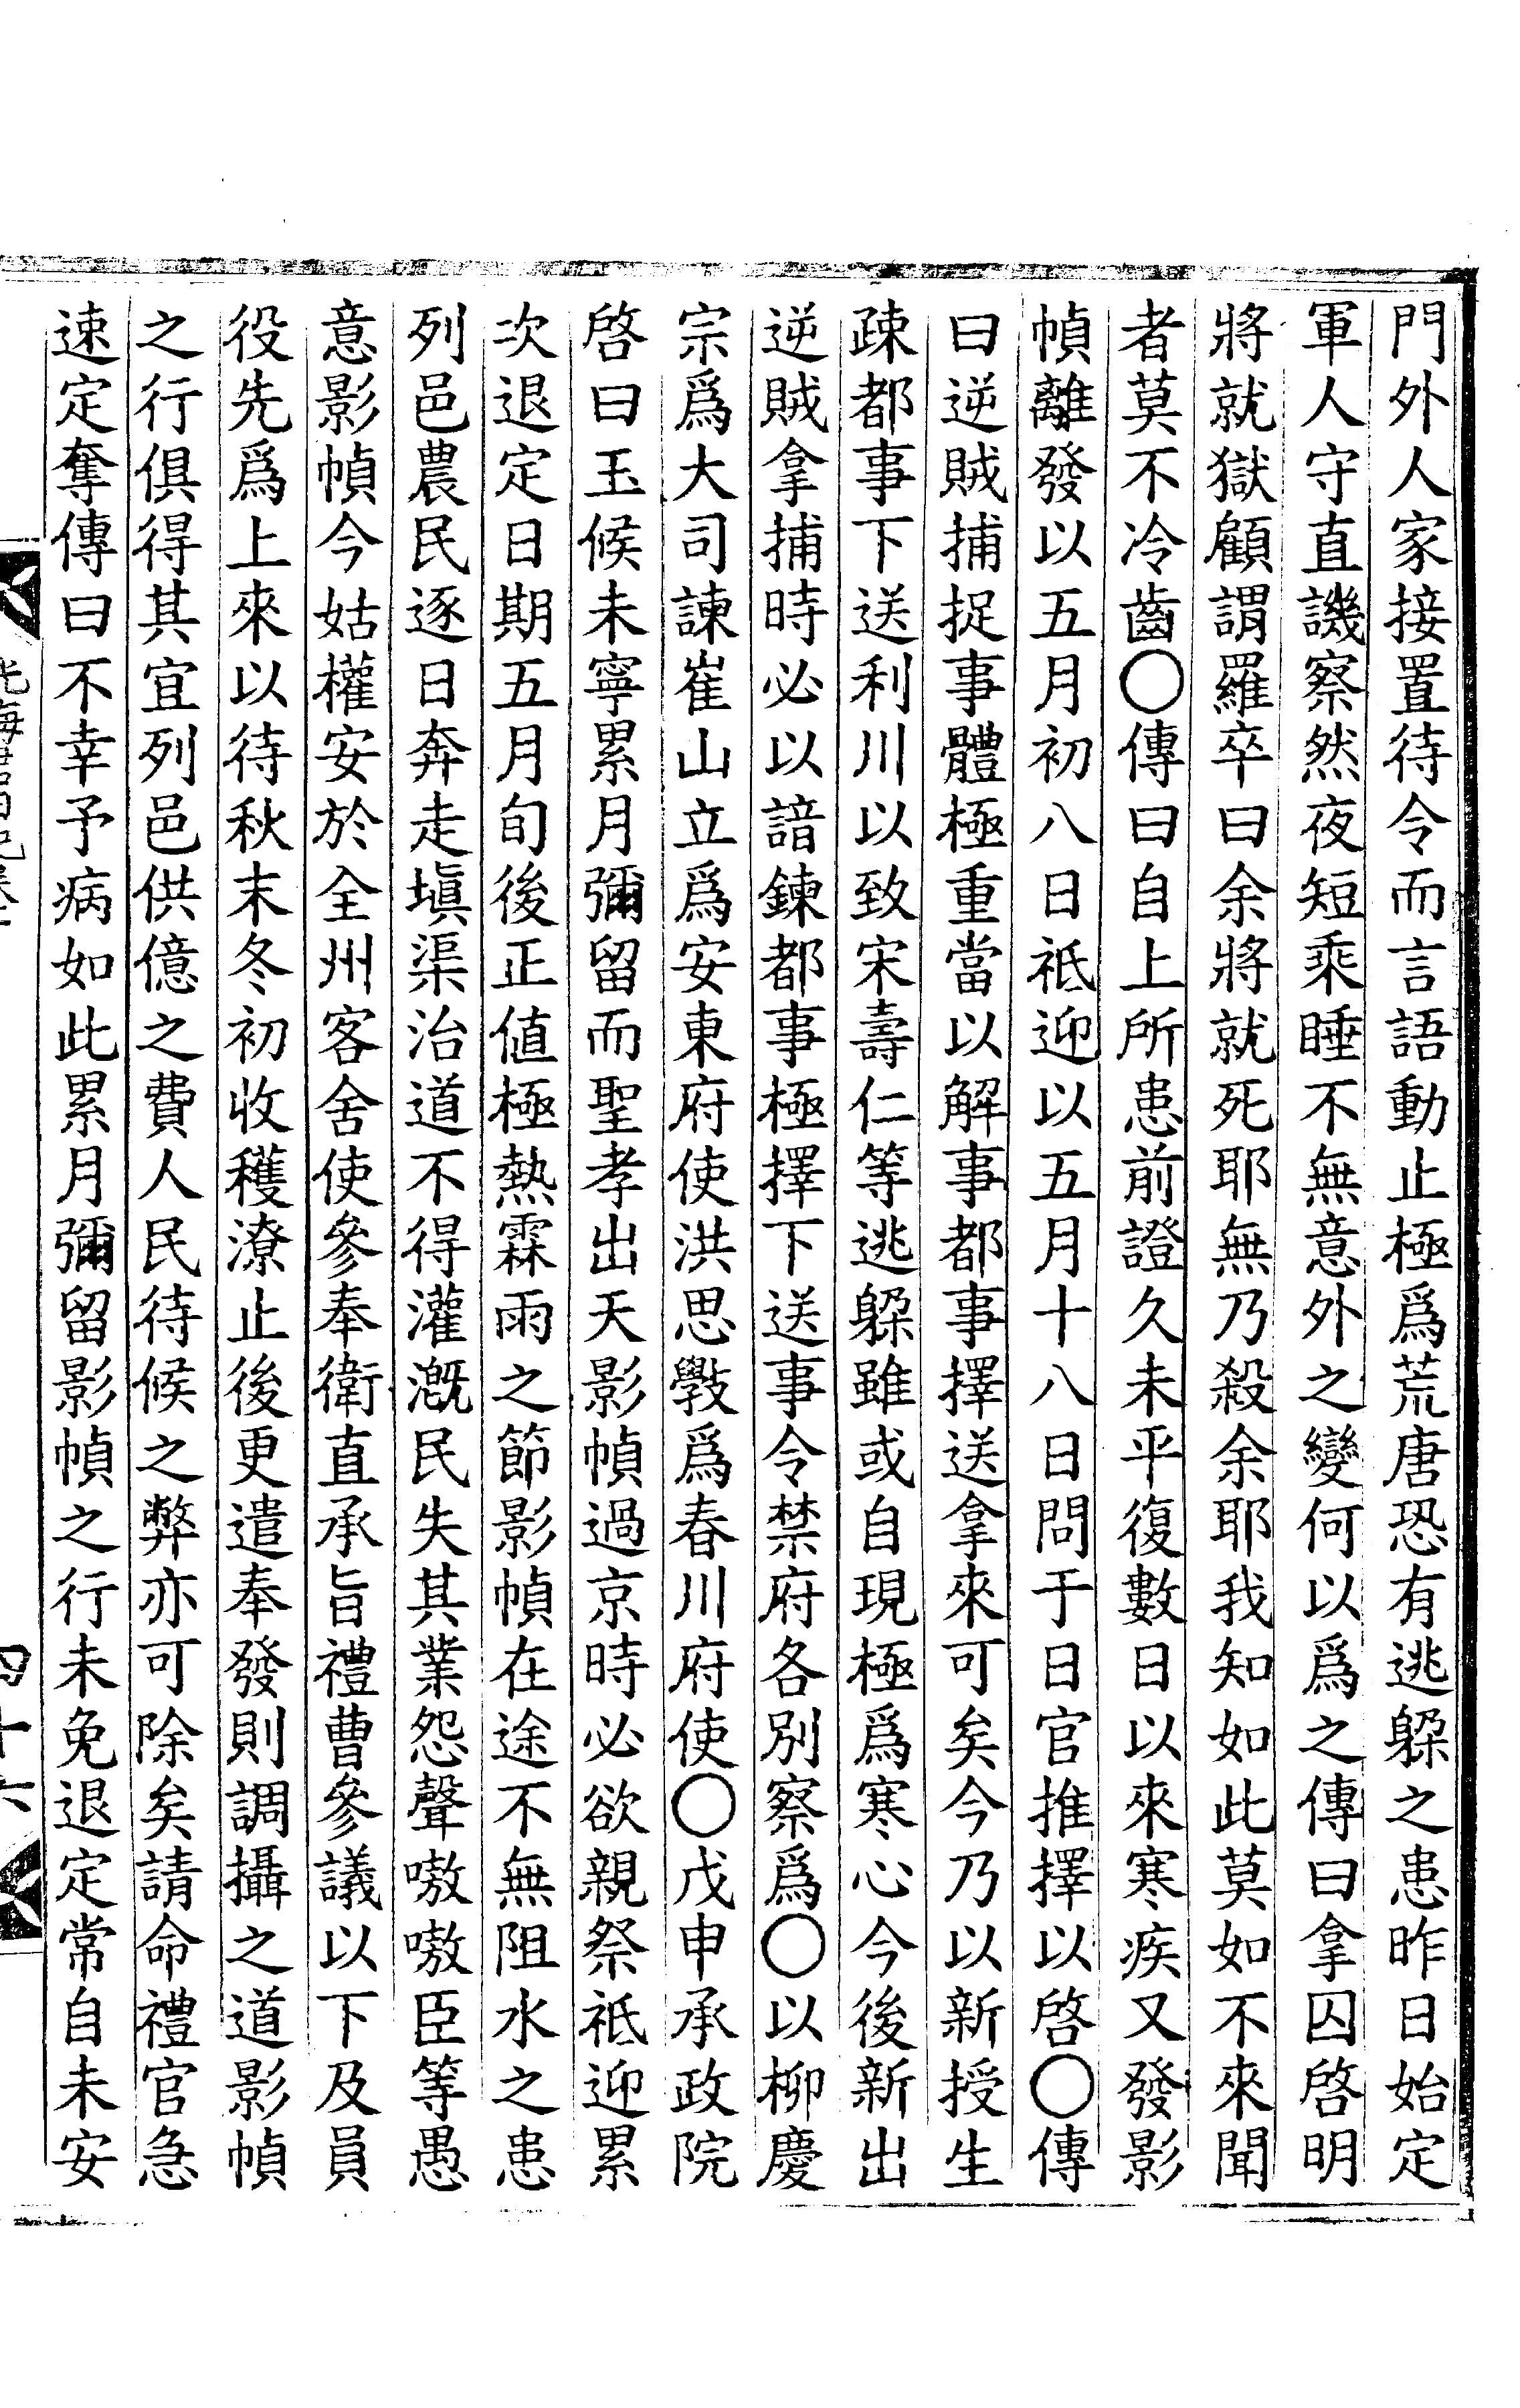 門外人家接置待令而言語動止極爲荒唐恐有逃躱之患昨日始定
軍人守直譏察然夜短乘睡不無意外之變何以爲之傳曰拿囚啓明
將就獄顧謂羅卒曰余將就死耶無乃殺余耶我知如此莫如不來聞
者莫不冷齒○傳曰自上所患前證久未平復數日以來寒疾又發影
幀離發以五月初八日祗迎以五月十八日問于日官推擇以啓○傳
曰逆賊捕捉事體極重當以解事都事擇送拿來可矣今乃以新授生
疎都事下送利川以致宋壽仁等逃躱雖或自現極爲寒心今後新出
逆賊拿捕時必以諳鍊都事極擇下送事令禁府各別察爲○以柳慶
宗爲大司諫崔山立爲安東府使洪思斅爲春川府使○戊申承政院
啓曰玉候未寧累月彌留而聖孝出天影幀過京時必欲親祭祗迎累
次退定日期五月旬後正値極熱霖雨之節影幀在途不無阻水之患
列邑農民逐日奔走塡渠治道不得灌漑民失其業怨聲嗷嗷臣等愚
意影幀今姑權安於全州客舍使參奉衛直承旨禮曹參議以下及員
役先爲上來以待秋末冬初收穫潦止後更遣奉發則調攝之道影幀
之行俱得其宜列邑供億之費人民待候之弊亦可除矣請命禮官急
速定奪傳曰不幸予病如此累月彌留影幀之行未免退定常自未安
光海君日記卷十
四十六